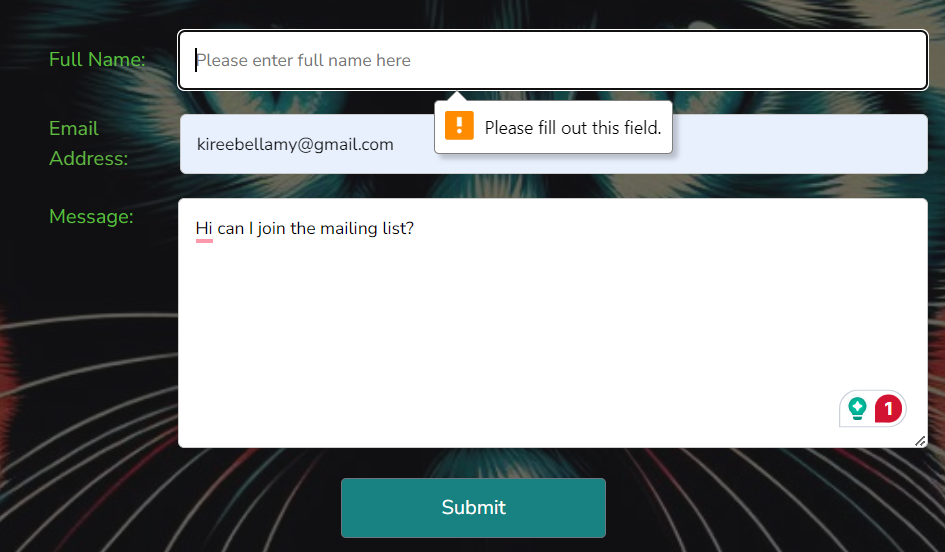 Full Name:
Please enter full name here
Please fill out this field.
Email
Address:
kireebellamy@gmail.com
Message:
Hi can I join the mailing list?
1
Submit